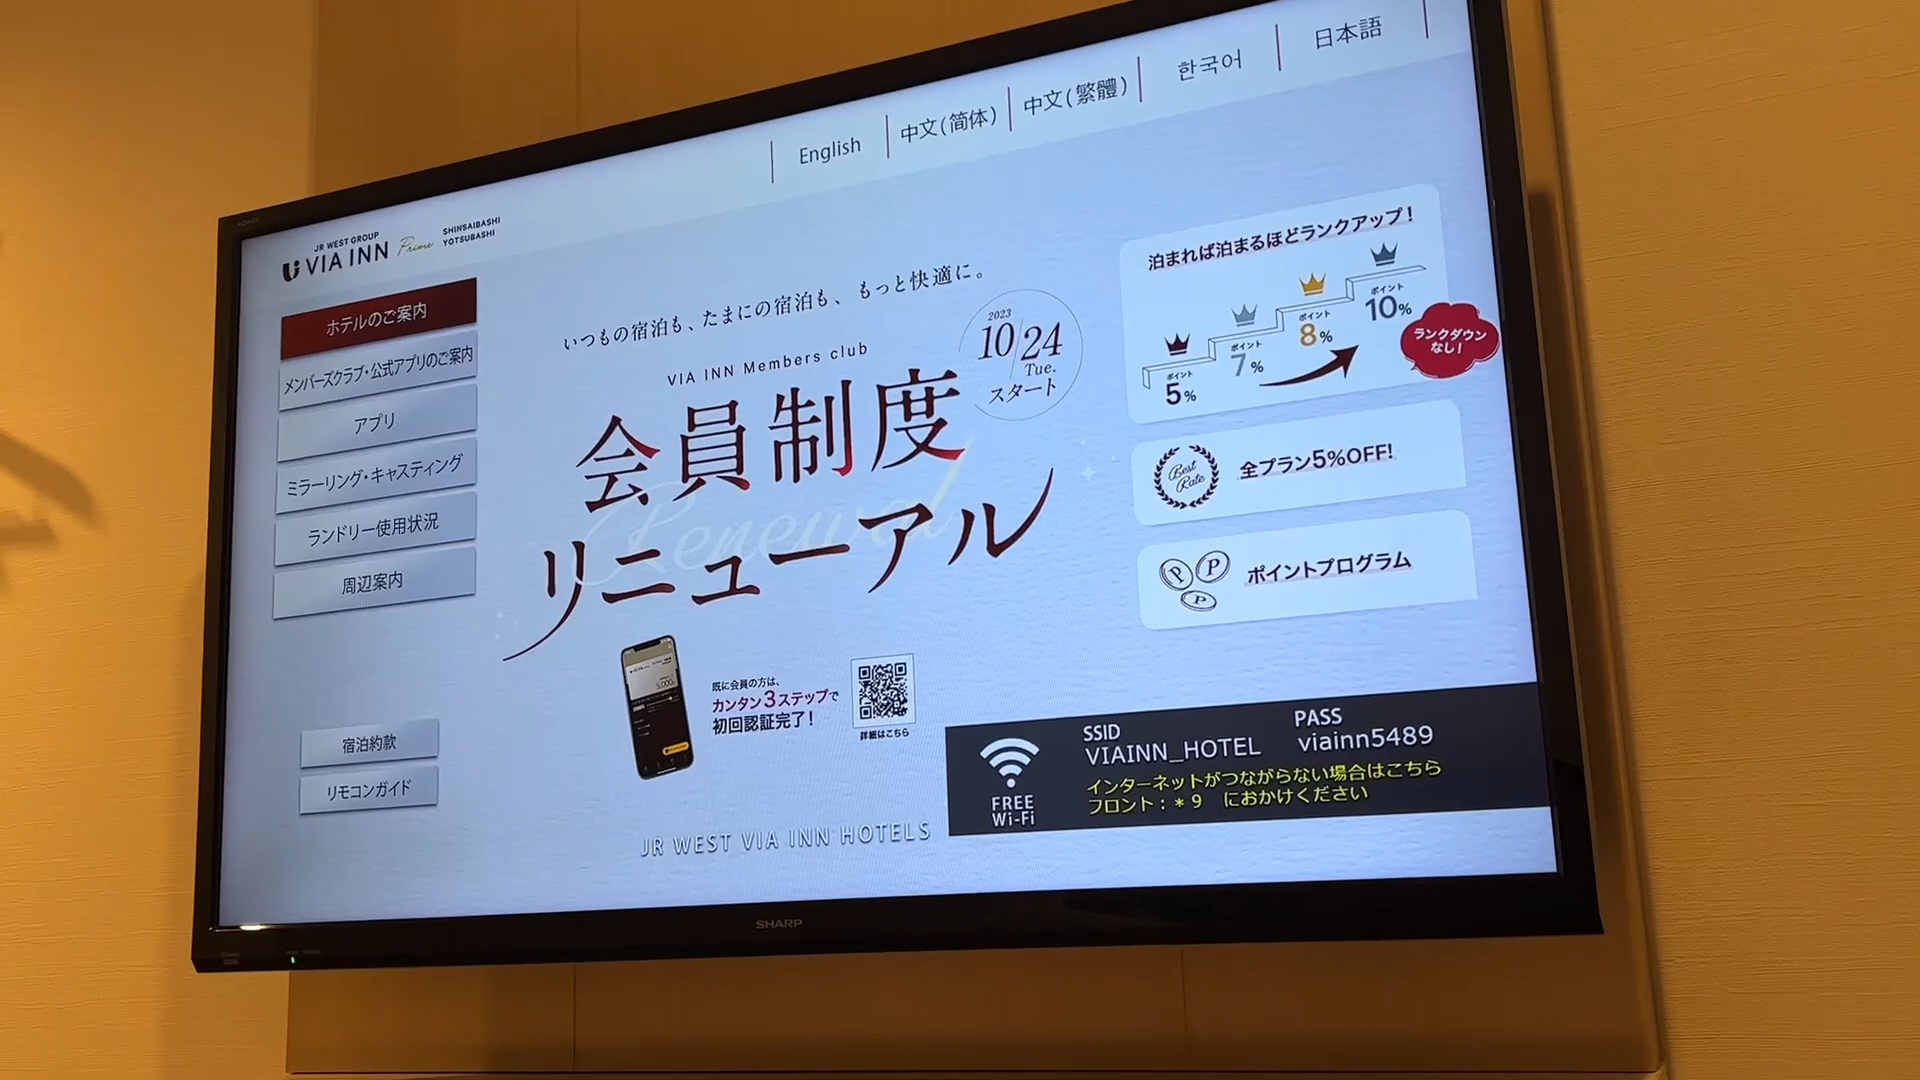 English
中文(简体)
中文(繁體)
한국어
日本語
JR WEST GROUP
VIA INN Prime
SHINSAIBASHI
YOTSUBASHI
ホテルのご案内
メンバーズクラブ・公式アプリのご案内
アプリ
ミラーリング・キャスティング
ランドリー使用状況
周辺案内
宿泊約款
リモコンガイド
いつもの宿泊も、たまにの宿泊も、もっと快適に。
VIA INN Members club
2023
10/24
Tue.
スタート
会員制度
リニューアル
Renewal
既に会員の方は、
カンタン3ステップで
初回認証完了!
詳細はこちら
泊まれば泊まるほどランクアップ!
ポイント
5%
ポイント
7%
ポイント
8%
ポイント
10%
ランクダウン
なし!
Best
Rate
全プラン5%OFF!
P P P
ポイントプログラム
FREE
Wi-Fi
SSID
VIAINN_HOTEL
PASS
viainn5489
インターネットがつながらない場合はこちら
フロント:*9 におかけください
JR WEST VIA INN HOTELS
SHARP